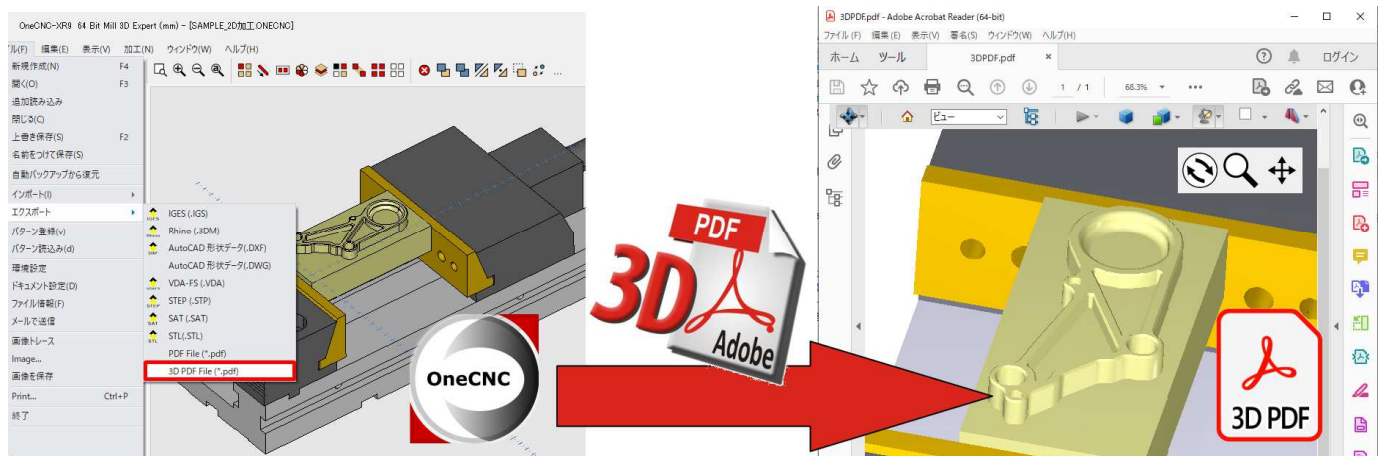 OneCNC-XR9 64 Bit Mill 3D Expert (mm) - [SAMPLE_2D加工.ONECNC]
イル(F) 編集(E) 表示(V) 加工(N) ウィンドウ(W) ヘルプ(H)
新規作成(N) F4
開く(O) F3
追加読み込み
閉じる(C)
上書き保存(S) F2
名前をつけて保存(S)
自動バックアップから復元
インポート(I)
エクスポート
パターン登録(v)
パターン読込み(d)
環境設定
ドキュメント設定(D)
ファイル情報(F)
メールで送信
画像トレース
Image...
画像を保存
Print... Ctrl+P
終了
IGES (.IGS)
Rhino (.3DM)
AutoCAD 形状データ(.DXF)
AutoCAD 形状データ(.DWG)
VDA-FS (.VDA)
STEP (.STP)
SAT (.SAT)
STL(.STL)
PDF File (*.pdf)
3D PDF File (*.pdf)
OneCNC
PDF
3D
Adobe
3DPDF.pdf - Adobe Acrobat Reader (64-bit)
ファイル(F) 編集(E) 表示(V) 署名(S) ウィンドウ(W) ヘルプ(H)
ホーム ツール 3DPDF.pdf × ログイン
1 / 1 68.3%
ビュー
3D PDF